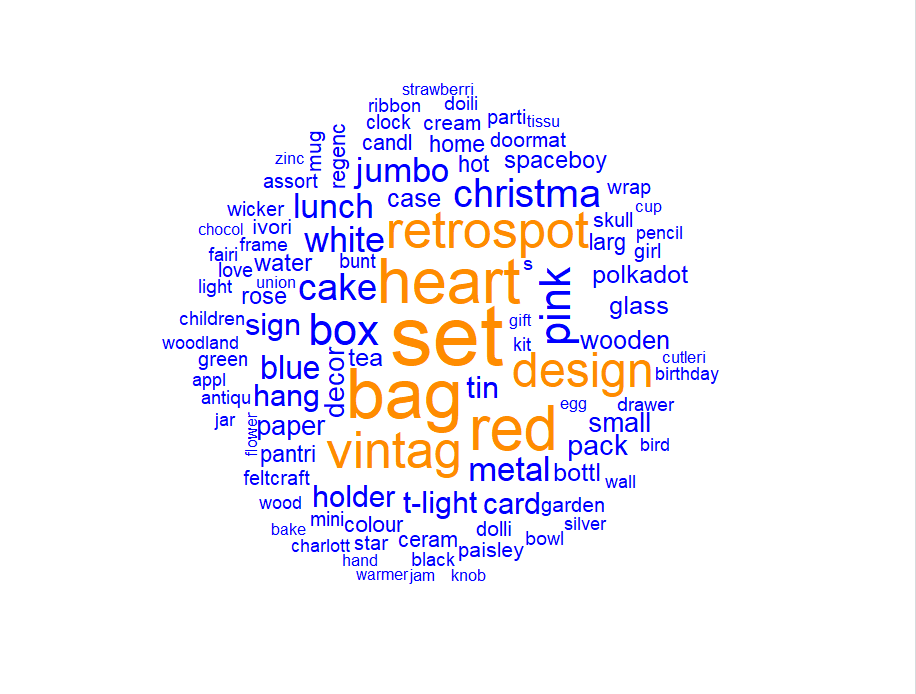 strawberri
ribbon doili
clock cream parti tissu
mug regenc candl home doormat
zinc jumbo hot spaceboy
assort case christma wrap
wicker lunch skull cup
chocol ivori white retrospot larg pencil
fairi frame girl
love water bunt heart s polkadot
light union
rose cake pink glass
children sign box set gift
woodland kit wooden
green blue decor tea design cutleri
appl tin birthday
antiqu hang bag egg drawer
jar flower paper red small
pantri vintag pack bird
feltcraft metal bottl wall
wood holder t-light card garden
bake mini colour dolli silver
charlott star ceram paisley bowl
hand black
warmer jam knob